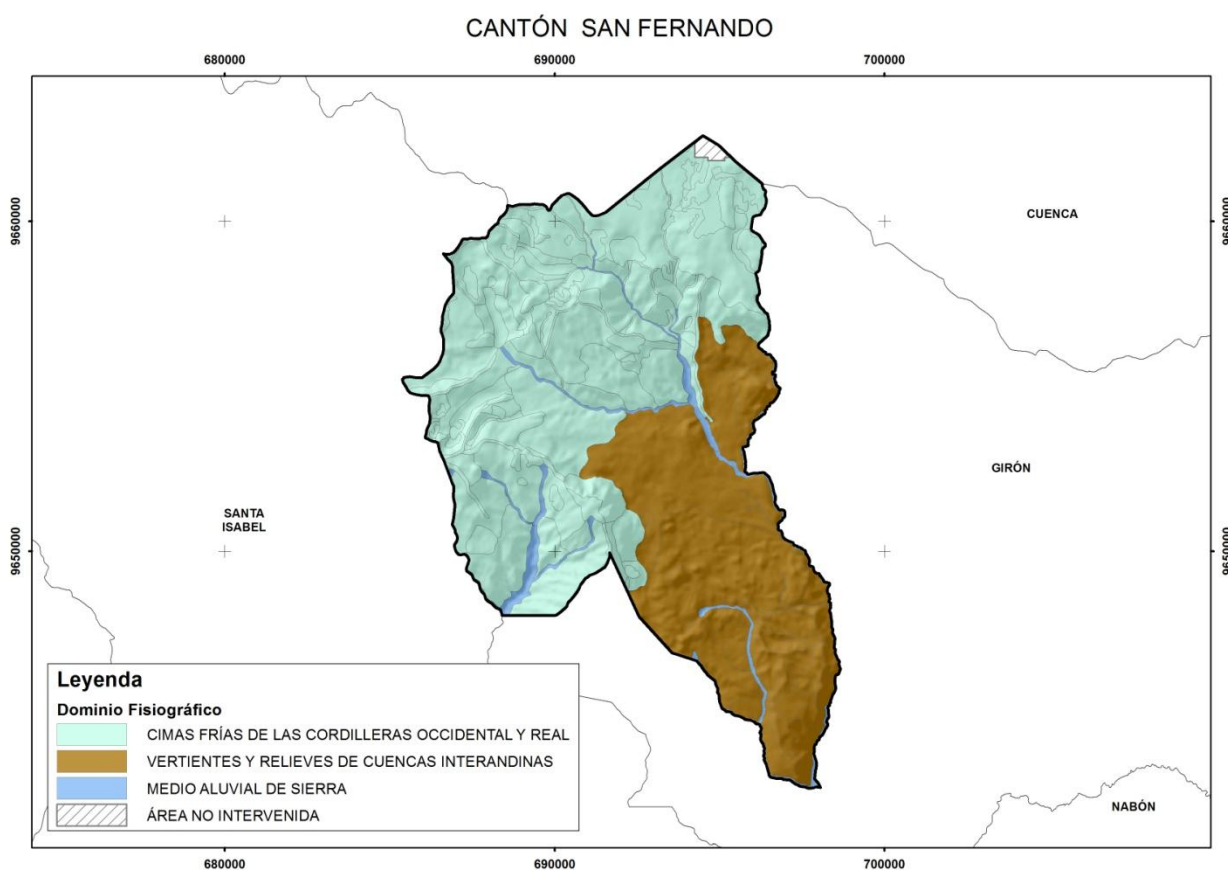 CANTÓN SAN FERNANDO
680000
690000
700000
9660000
9660000
CUENCA
GIRÓN
SANTA
ISABEL
9650000
9650000
Leyenda
Dominio Fisiográfico
CIMAS FRÍAS DE LAS CORDILLERAS OCCIDENTAL Y REAL
VERTIENTES Y RELIEVES DE CUENCAS INTERANDINAS
MEDIO ALUVIAL DE SIERRA
ÁREA NO INTERVENIDA
NABÓN
680000
690000
700000